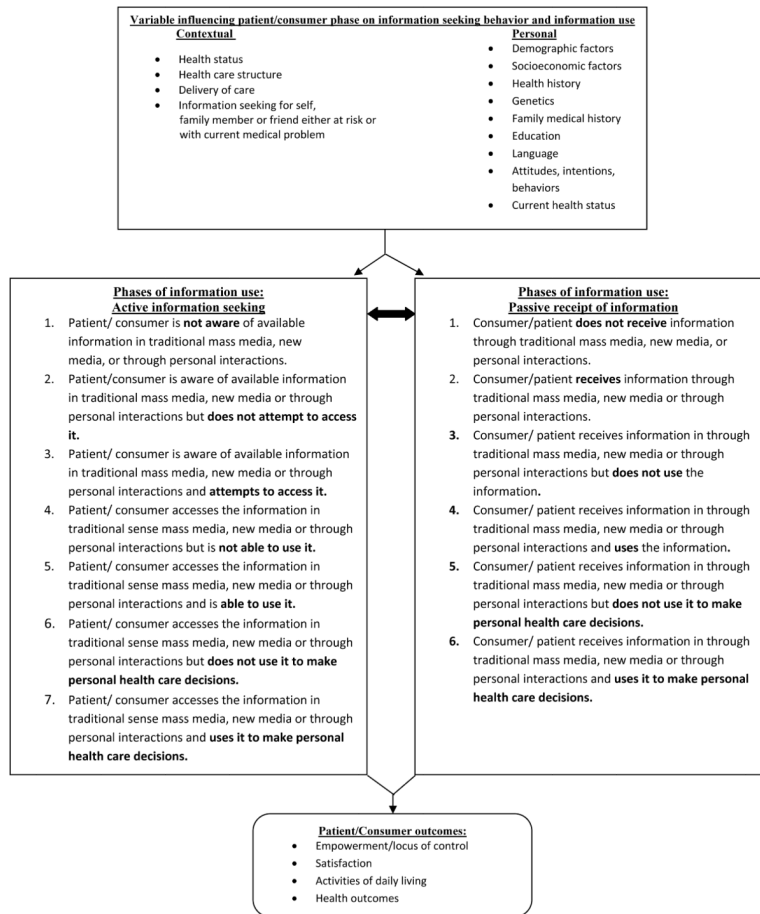 Variable influencing patient/consumer phase on information seeking behavior and information use
Contextual
• Health status
• Health care structure
• Delivery of care
• Information seeking for self,
family member or friend either at risk or
with current medical problem
Personal
• Demographic factors
• Socioeconomic factors
• Health history
• Genetics
• Family medical history
• Education
• Language
• Attitudes, intentions,
behaviors
• Current health status
Phases of information use:
Active information seeking
1. Patient/ consumer is not aware of available
information in traditional mass media, new
media, or through personal interactions.
2. Patient/consumer is aware of available information
in traditional mass media, new media or through
personal interactions but does not attempt to access
it.
3. Patient/ consumer is aware of available information
in traditional mass media, new media or through
personal interactions and attempts to access it.
4. Patient/ consumer accesses the information in
traditional sense mass media, new media or through
personal interactions but is not able to use it.
5. Patient/ consumer accesses the information in
traditional sense mass media, new media or through
personal interactions and is able to use it.
6. Patient/ consumer accesses the information in
traditional sense mass media, new media or through
personal interactions but does not use it to make
personal health care decisions.
7. Patient/ consumer accesses the information in
traditional sense mass media, new media or through
personal interactions and uses it to make personal
health care decisions.
Phases of information use:
Passive receipt of information
1. Consumer/patient does not receive information
through traditional mass media, new media, or
personal interactions.
2. Consumer/patient receives information through
traditional mass media, new media or through
personal interactions.
3. Consumer/ patient receives information in through
traditional mass media, new media or through
personal interactions but does not use the
information.
4. Consumer/ patient receives information in through
traditional mass media, new media or through
personal interactions and uses the information.
5. Consumer/ patient receives information in through
traditional mass media, new media or through
personal interactions but does not use it to make
personal health care decisions.
6. Consumer/ patient receives information in through
traditional mass media, new media or through
personal interactions and uses it to make personal
health care decisions.
Patient/Consumer outcomes:
• Empowerment/locus of control
• Satisfaction
• Activities of daily living
• Health outcomes